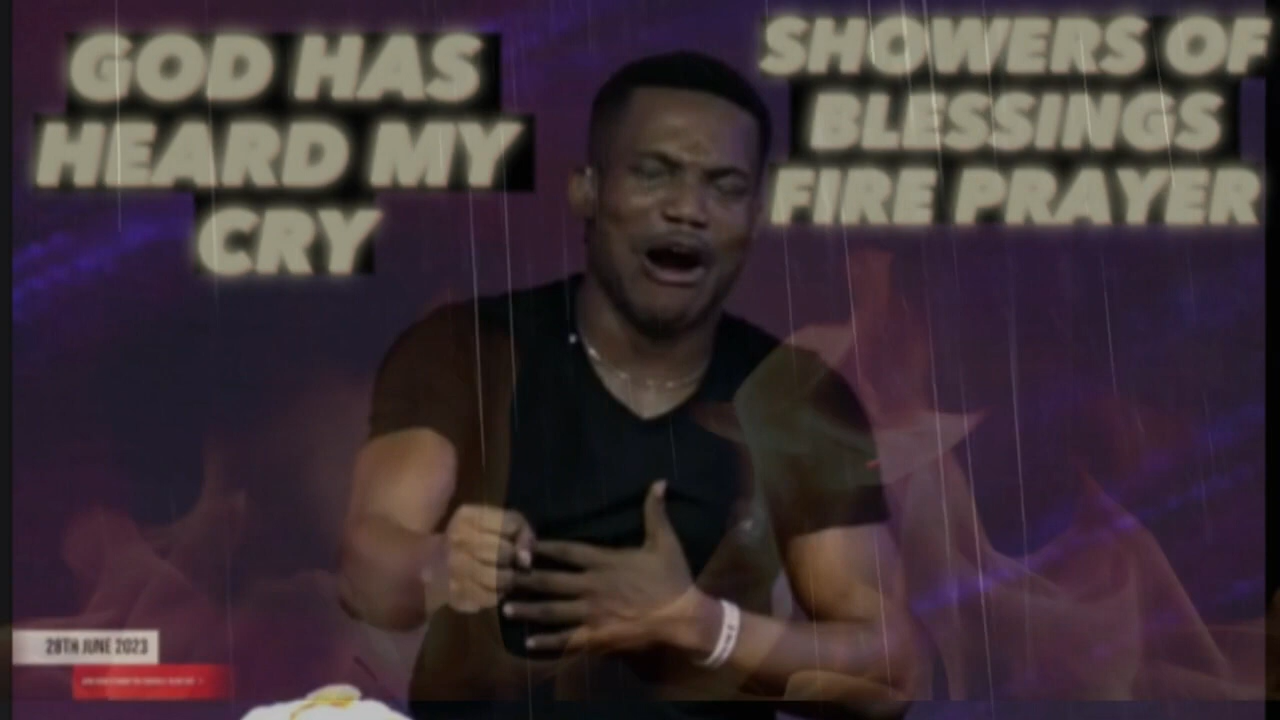 GOD HAS
HEARD MY
CRY
SHOWERS OF
BLESSINGS
FIRE PRAYER
28TH JUNE 2023